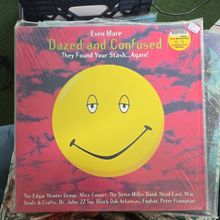 Even More
Dazed and Confused
They Found Your Stash...Again!
The Edgar Winter Group, Alice Cooper, The Steve Miller Band, Head East, War,
Seals & Crofts, Dr. John, ZZ Top, Black Oak Arkansas, Foghat, Peter Frampton